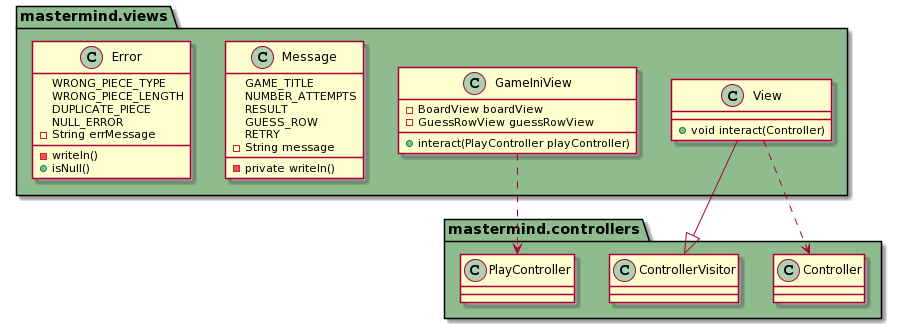 mastermind.views
C Error
WRONG_PIECE_TYPE
WRONG_PIECE_LENGTH
DUPLICATE_PIECE
NULL_ERROR
String errMessage
writeln()
isNull()
C Message
GAME_TITLE
NUMBER_ATTEMPTS
RESULT
GUESS_ROW
RETRY
String message
private writeln()
C GameIniView
BoardView boardView
GuessRowView guessRowView
interact(PlayController playController)
C View
void interact(Controller)
mastermind.controllers
C PlayController
C ControllerVisitor
C Controller